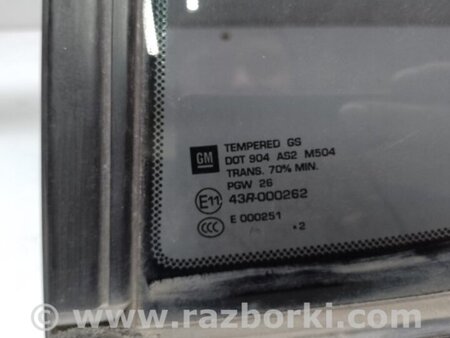 GM
TEMPERED GS
DOT 904 AS2 M504
TRANS. 70% MIN.
PGW 26
E11 43R-000262
CCC E 000251
•2
www.razborki.com